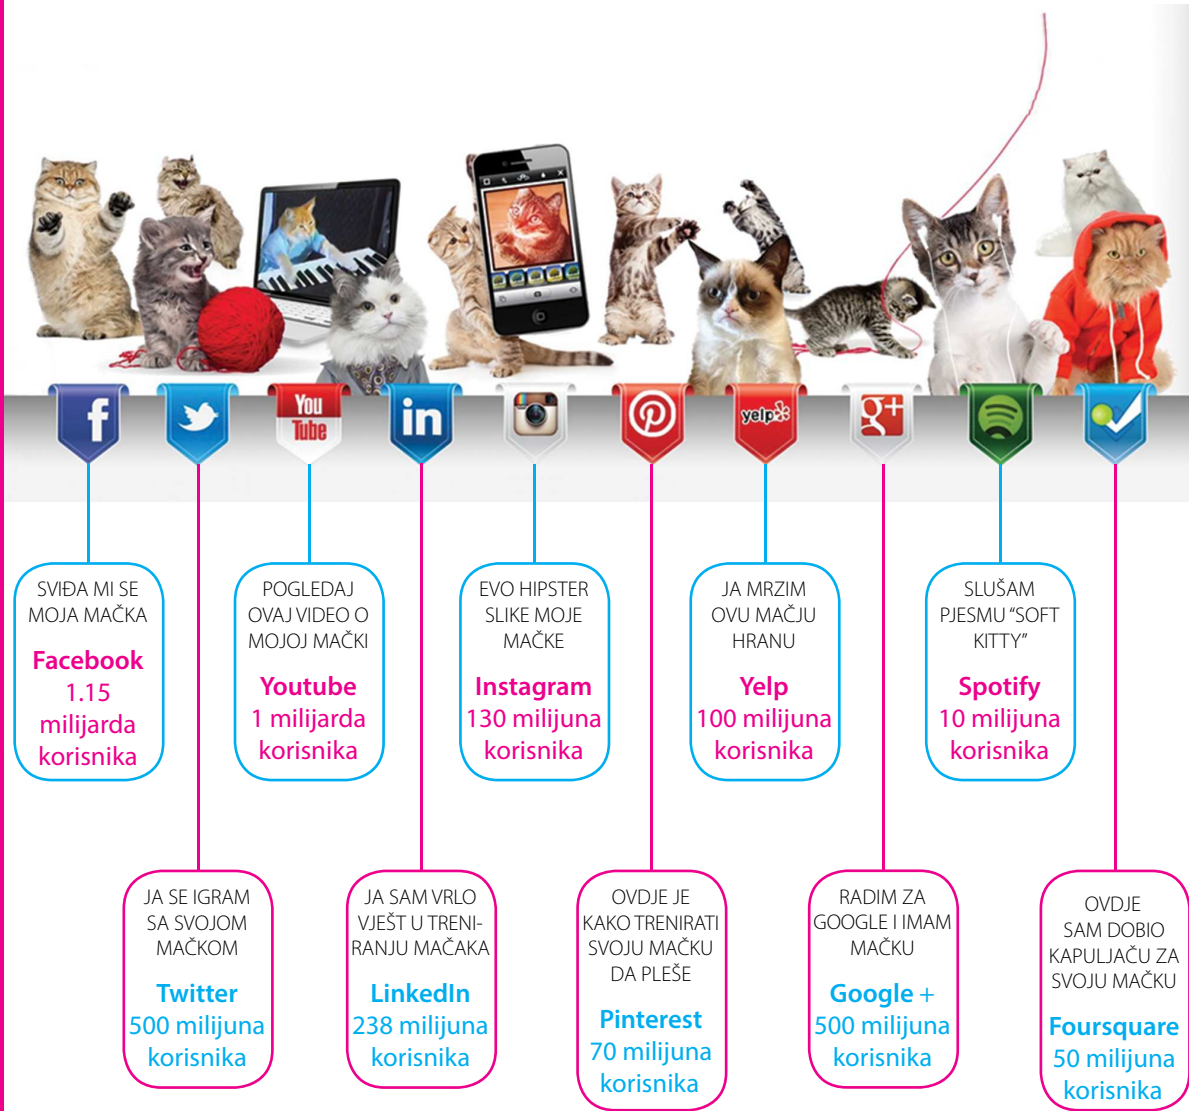 f
You
Tube
in
yelp
g+
SVIĐA MI SE
MOJA MAČKA
Facebook
1.15
milijarda
korisnika
POGLEDAJ
OVAJ VIDEO O
MOJOJ MAČKI
Youtube
1 milijarda
korisnika
EVO HIPSTER
SLIKE MOJE
MAČKE
Instagram
130 milijuna
korisnika
JA MRZIM
OVU MAČJU
HRANU
Yelp
100 milijuna
korisnika
SLUŠAM
PJESMU “SOFT
KITTY”
Spotify
10 milijuna
korisnika
JA SE IGRAM
SA SVOJOM
MAČKOM
Twitter
500 milijuna
korisnika
JA SAM VRLO
VJEŠT U TRENI-
RANJU MAČAKA
LinkedIn
238 milijuna
korisnika
OVDJE JE
KAKO TRENIRATI
SVOJU MAČKU
DA PLEŠE
Pinterest
70 milijuna
korisnika
RADIM ZA
GOOGLE I IMAM
MAČKU
Google +
500 milijuna
korisnika
OVDJE
SAM DOBIO
KAPULJAČU ZA
SVOJU MAČKU
Foursquare
50 milijuna
korisnika